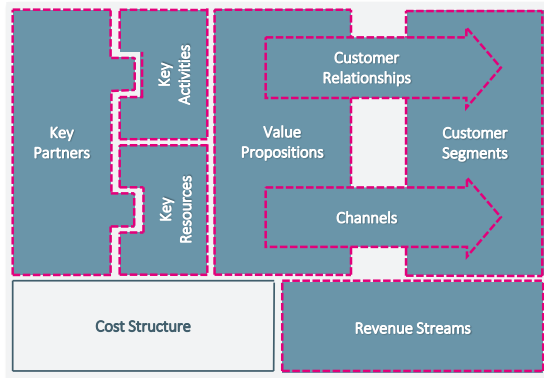 Key
Partners
Key
Activities
Key
Resources
Value
Propositions
Customer
Relationships
Channels
Customer
Segments
Cost Structure
Revenue Streams